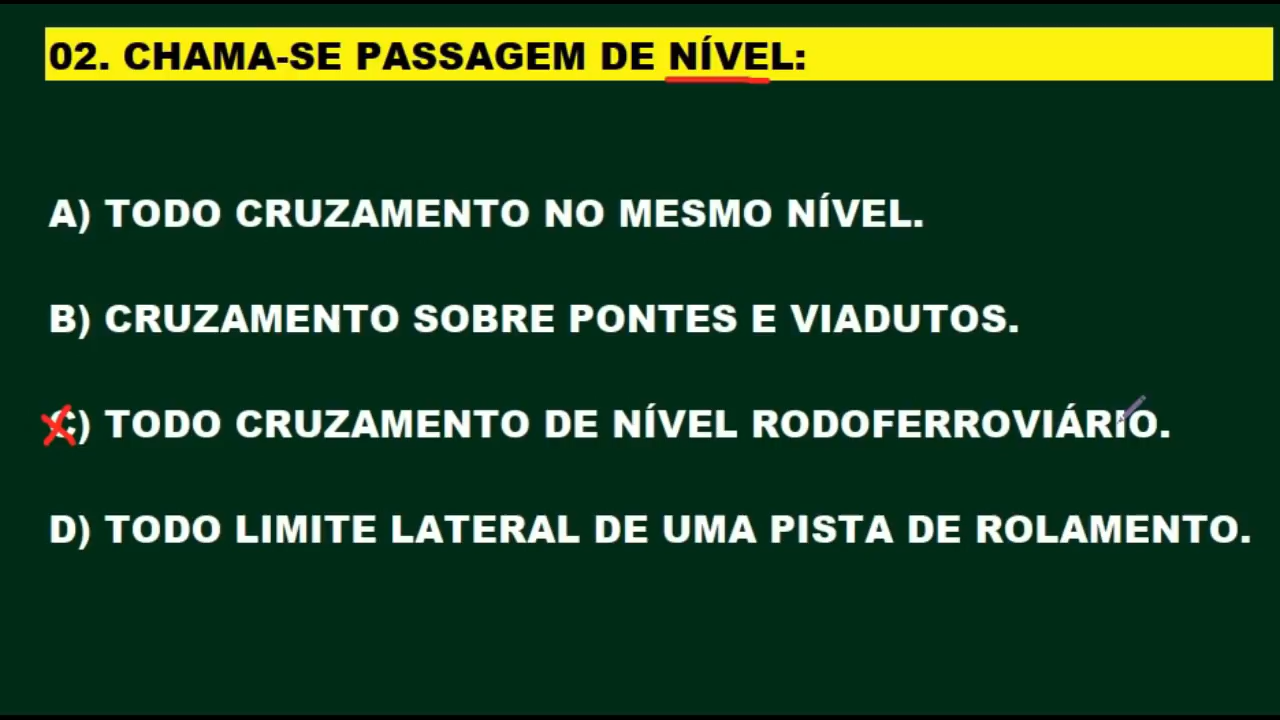 02. CHAMA-SE PASSAGEM DE NÍVEL:
A) TODO CRUZAMENTO NO MESMO NÍVEL.
B) CRUZAMENTO SOBRE PONTES E VIADUTOS.
C) TODO CRUZAMENTO DE NÍVEL RODOFERROVIÁRIO.
D) TODO LIMITE LATERAL DE UMA PISTA DE ROLAMENTO.